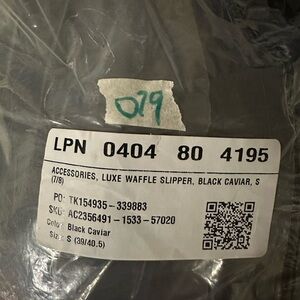 079
LPN 0404 80 4195
ACCESSORIES, LUXE WAFFLE SLIPPER, BLACK CAVIAR, S
(7/8)
PO: TK154935-339883
SKU: AC2356491-1533-57020
Color: Black Caviar
Size: S (39/40.5)